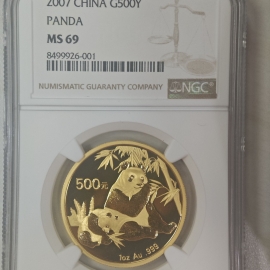 2007 CHINA G500Y
PANDA
MS 69
8499926-001
NUMISMATIC GUARANTY COMPANY
NGC
500元
1oz Au .999